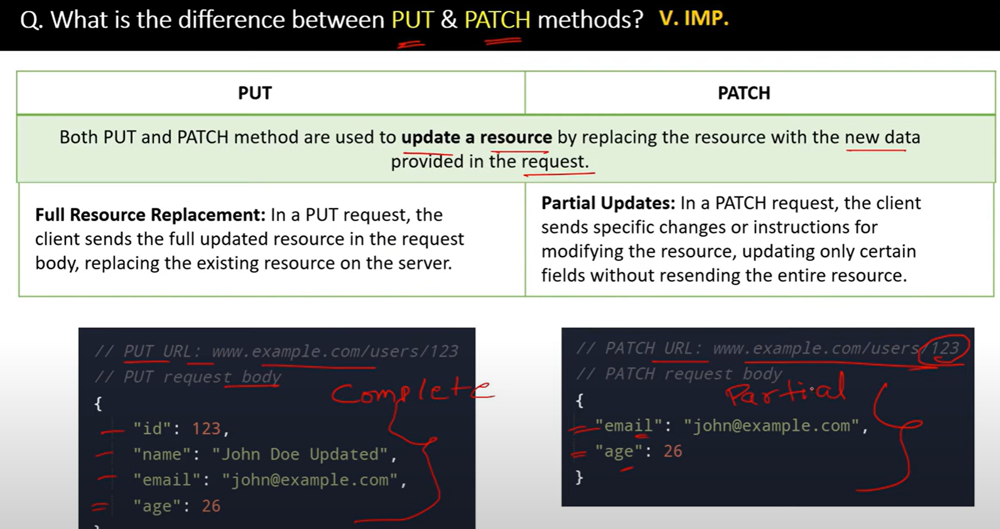 Q. What is the difference between PUT & PATCH methods? V. IMP.
PUT
PATCH
Both PUT and PATCH method are used to update a resource by replacing the resource with the new data
provided in the request.
Full Resource Replacement: In a PUT request, the
client sends the full updated resource in the request
body, replacing the existing resource on the server.
Partial Updates: In a PATCH request, the client
sends specific changes or instructions for
modifying the resource, updating only certain
fields without resending the entire resource.
// PUT URL: www.example.com/users/123
// PUT request body
Complete
{
"id": 123,
"name": "John Doe Updated",
"email": "john@example.com",
"age": 26
}
// PATCH URL: www.example.com/users/123
// PATCH request body
Partial
{
"email": "john@example.com",
"age": 26
}